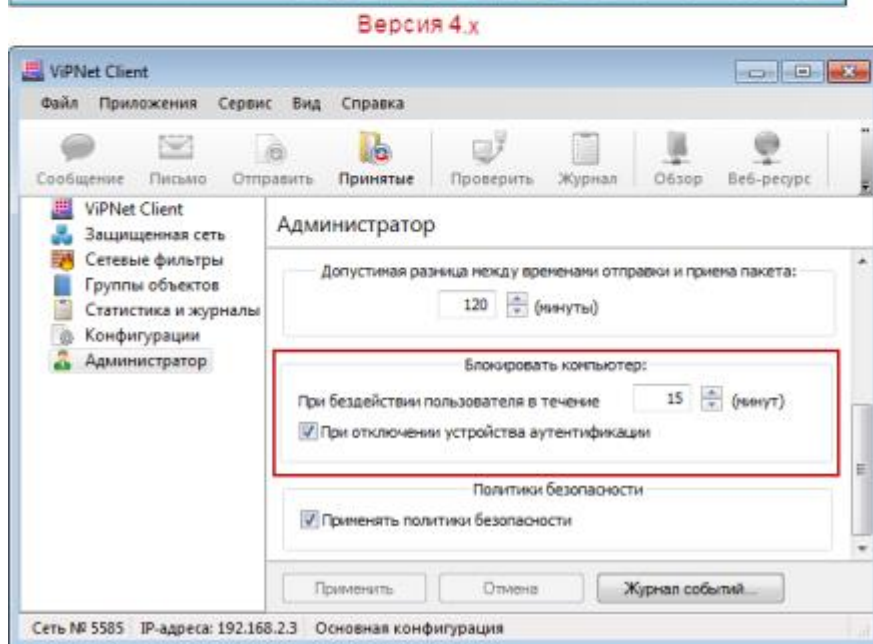 Версия 4.x
ViPNet Client
Файл Приложения Сервис Вид Справка
Сообщение Письмо Отправить Принятые Проверить Журнал Обзор Веб-ресурс
ViPNet Client
Защищенная сеть
Сетевые фильтры
Группы объектов
Статистика и журналы
Конфигурации
Администратор
Администратор
Допустимая разница между временами отправки и приема пакета:
120 (минуты)
Блокировать компьютер:
При бездействии пользователя в течение 15 (минут)
При отключении устройства аутентификации
Политики безопасности
Применять политики безопасности
Применить Отмена Журнал событий...
Сеть № 5585 IP-адреса: 192.168.2.3 Основная конфигурация